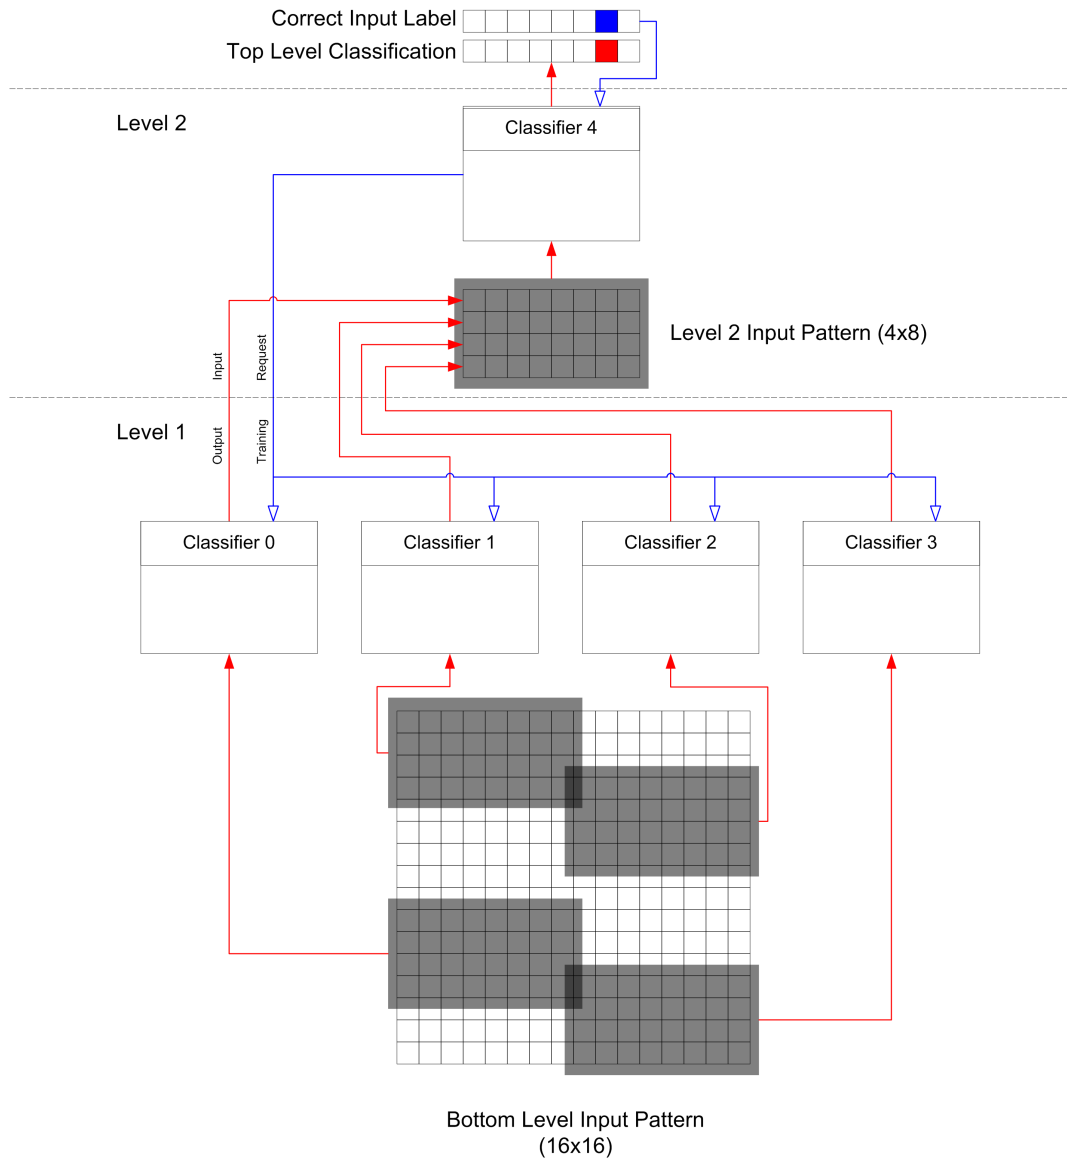 Correct Input Label
Top Level Classification
Level 2
Classifier 4
Level 2 Input Pattern (4x8)
Input
Request
Level 1
Output
Training
Classifier 0
Classifier 1
Classifier 2
Classifier 3
Bottom Level Input Pattern
(16x16)